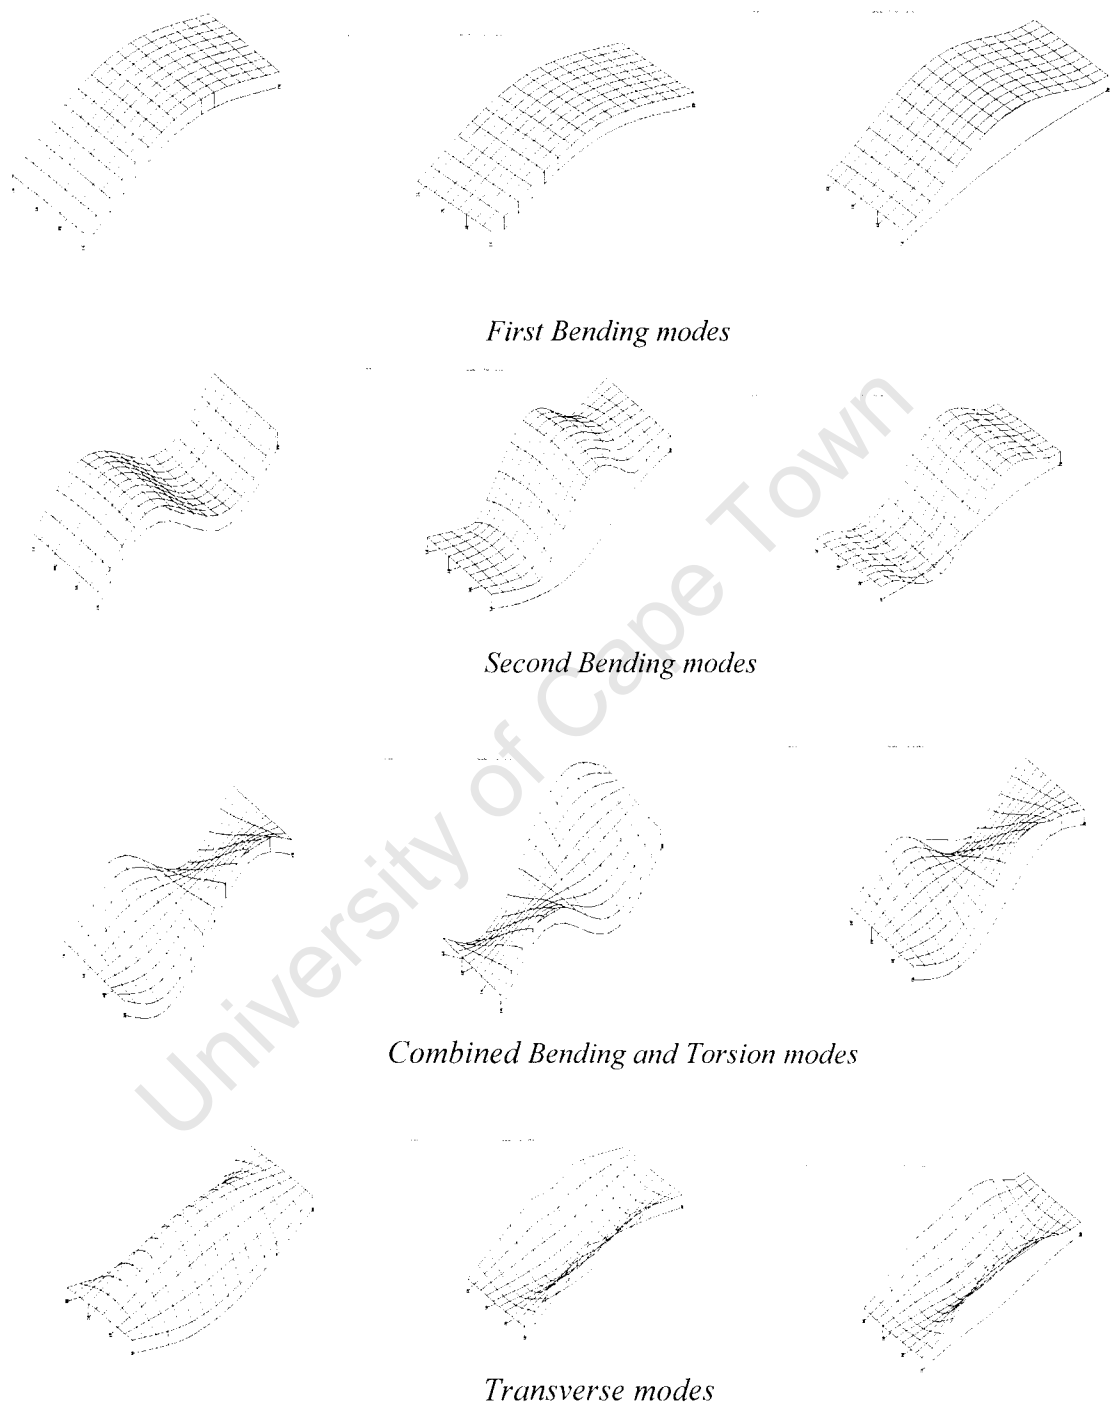 First Bending modes
Second Bending modes
Combined Bending and Torsion modes
Transverse modes
University of Cape Town